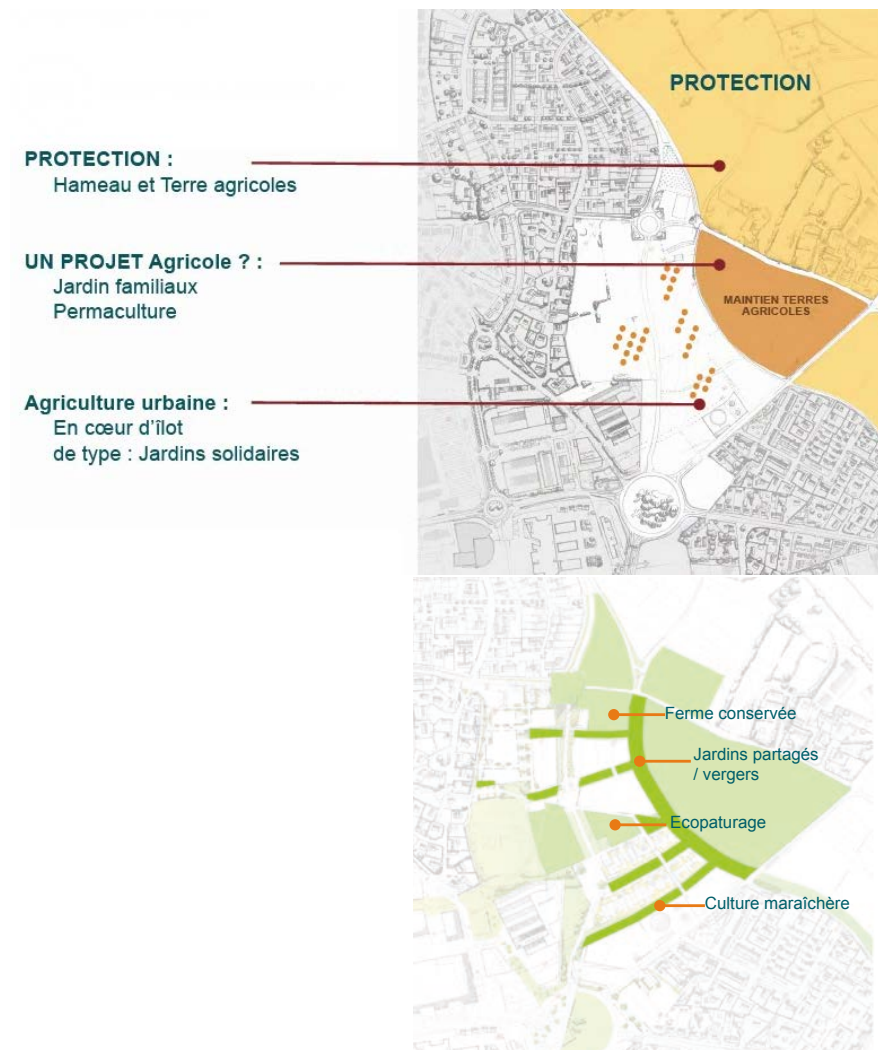 PROTECTION
PROTECTION :
Hameau et Terre agricoles
UN PROJET Agricole ? :
Jardin familiaux
Permaculture
MAINTIEN TERRES
AGRICOLES
Agriculture urbaine :
En cœur d'îlot
de type : Jardins solidaires
Ferme conservée
Jardins partagés
/ vergers
Ecopaturage
Culture maraîchère